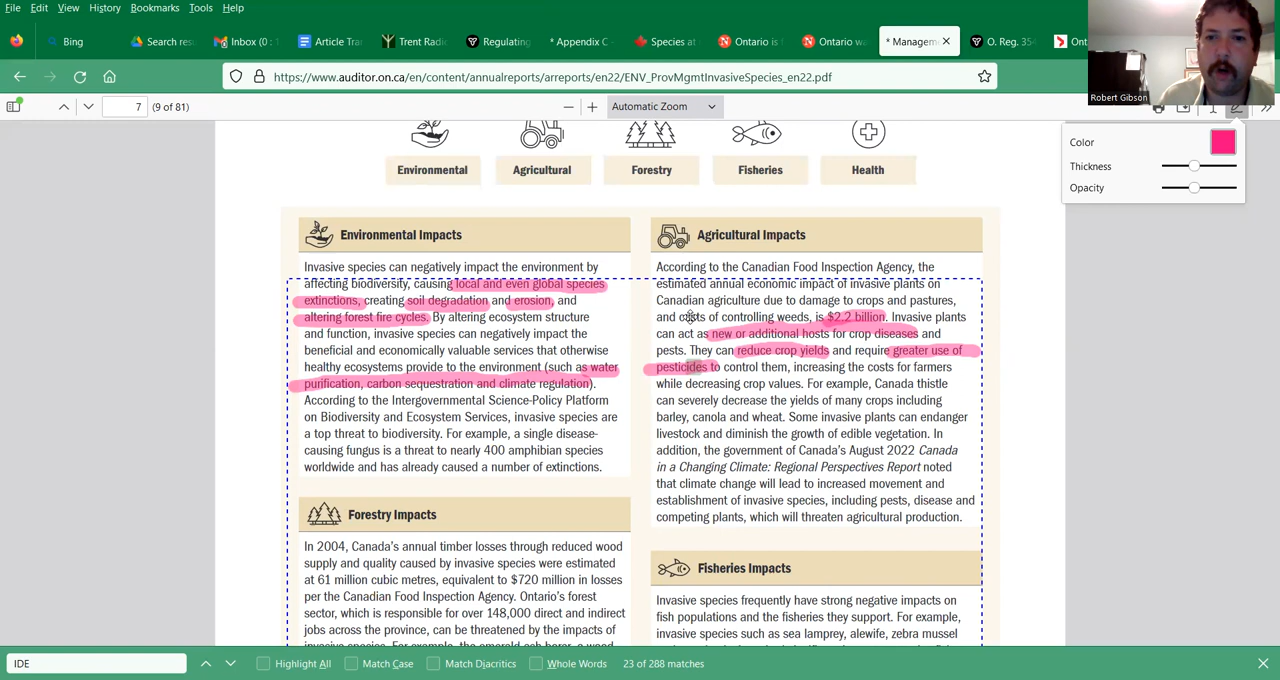 File Edit View History Bookmarks Tools Help
Bing
Search res
Inbox (0 :
Article Tra
Trent Radi
Regulating
* Appendix C -
Species at
Ontario is
Ontario wa
* Managem
O. Reg. 354
Ont
https://www.auditor.on.ca/en/content/annualreports/arreports/en22/ENV_ProvMgmtInvasiveSpecies_en22.pdf
Robert Gibson
7 (9 of 81)
Automatic Zoom
Color
Thickness
Opacity
Environmental
Agricultural
Forestry
Fisheries
Health
Environmental Impacts
Invasive species can negatively impact the environment by
affecting biodiversity, causing local and even global species
extinctions, creating soil degradation and erosion, and
altering forest fire cycles. By altering ecosystem structure
and function, invasive species can negatively impact the
beneficial and economically valuable services that otherwise
healthy ecosystems provide to the environment (such as water
purification, carbon sequestration and climate regulation).
According to the Intergovernmental Science-Policy Platform
on Biodiversity and Ecosystem Services, invasive species are
a top threat to biodiversity. For example, a single disease-
causing fungus is a threat to nearly 400 amphibian species
worldwide and has already caused a number of extinctions.
Forestry Impacts
In 2004, Canada's annual timber losses through reduced wood
supply and quality caused by invasive species were estimated
at 61 million cubic metres, equivalent to $720 million in losses
per the Canadian Food Inspection Agency. Ontario's forest
sector, which is responsible for over 148,000 direct and indirect
jobs across the province, can be threatened by the impacts of
invasive species. For example, the emerald ash borer, a wood
Agricultural Impacts
According to the Canadian Food Inspection Agency, the
estimated annual economic impact of invasive plants on
Canadian agriculture due to damage to crops and pastures,
and costs of controlling weeds, is $2.2 billion. Invasive plants
can act as new or additional hosts for crop diseases and
pests. They can reduce crop yields and require greater use of
pesticides to control them, increasing the costs for farmers
while decreasing crop values. For example, Canada thistle
can severely decrease the yields of many crops including
barley, canola and wheat. Some invasive plants can endanger
livestock and diminish the growth of edible vegetation. In
addition, the government of Canada's August 2022 Canada
in a Changing Climate: Regional Perspectives Report noted
that climate change will lead to increased movement and
establishment of invasive species, including pests, disease and
competing plants, which will threaten agricultural production.
Fisheries Impacts
Invasive species frequently have strong negative impacts on
fish populations and the fisheries they support. For example,
invasive species such as sea lamprey, alewife, zebra mussel
IDE
Highlight All
Match Case
Match Diacritics
Whole Words
23 of 288 matches